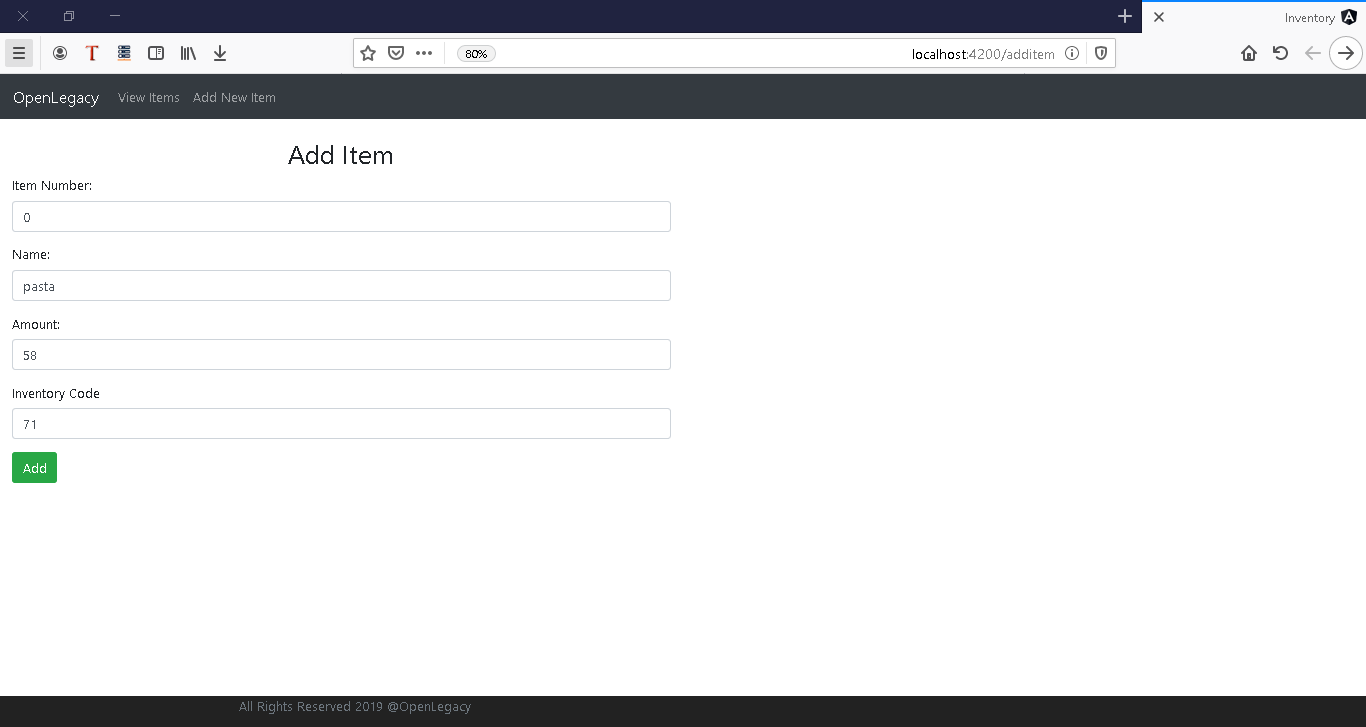 Inventory
80%
localhost:4200/additem
OpenLegacy View Items Add New Item
Add Item
Item Number:
0
Name:
pasta
Amount:
58
Inventory Code
71
Add
All Rights Reserved 2019 @OpenLegacy